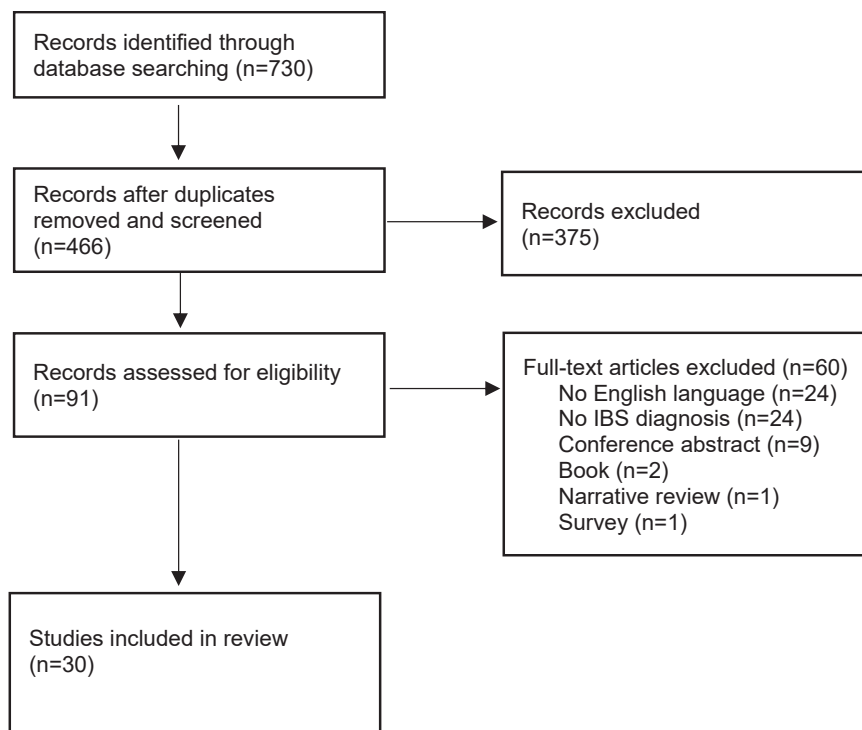 Records identified through
database searching (n=730)
Records after duplicates
removed and screened
(n=466)
Records excluded
(n=375)
Records assessed for eligibility
(n=91)
Full-text articles excluded (n=60)
No English language (n=24)
No IBS diagnosis (n=24)
Conference abstract (n=9)
Book (n=2)
Narrative review (n=1)
Survey (n=1)
Studies included in review
(n=30)